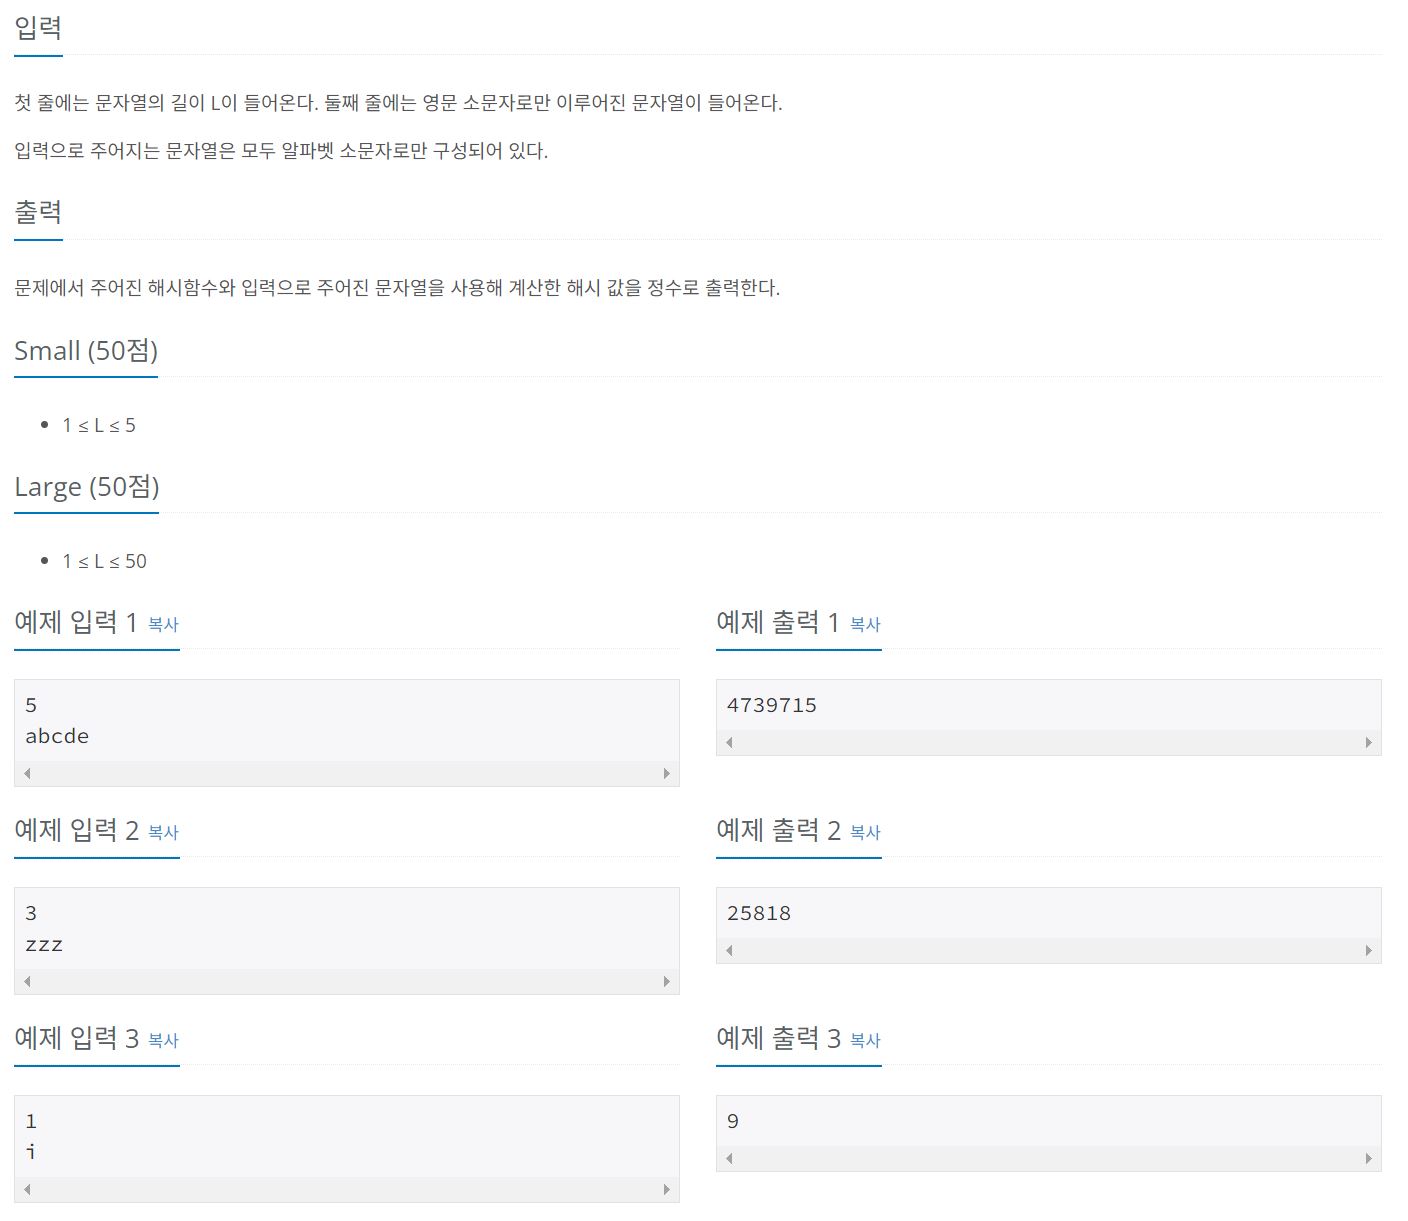 입력
첫 줄에는 문자열의 길이 L이 들어온다. 둘째 줄에는 영문 소문자로만 이루어진 문자열이 들어온다.
입력으로 주어지는 문자열은 모두 알파벳 소문자로만 구성되어 있다.
출력
문제에서 주어진 해시함수와 입력으로 주어진 문자열을 사용해 계산한 해시 값을 정수로 출력한다.
Small (50점)
1 ≤ L ≤ 5
Large (50점)
1 ≤ L ≤ 50
예제 입력 1 복사
5
abcde
예제 출력 1 복사
4739715
예제 입력 2 복사
3
zzz
예제 출력 2 복사
25818
예제 입력 3 복사
1
i
예제 출력 3 복사
9